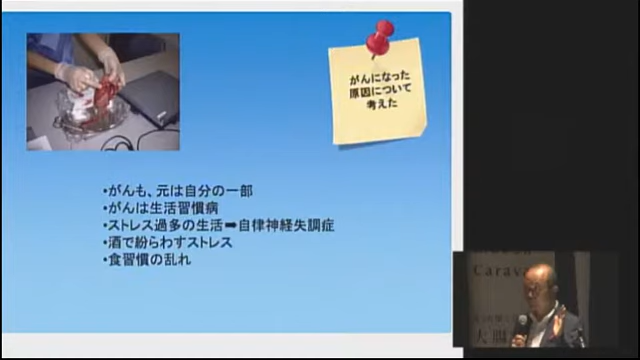 がんになった
原因について
考えた
•がんも、元は自分の一部
•がんは生活習慣病
•ストレス過多の生活➡自律神経失調症
•酒で紛らわすストレス
•食習慣の乱れ
Carava
大腸